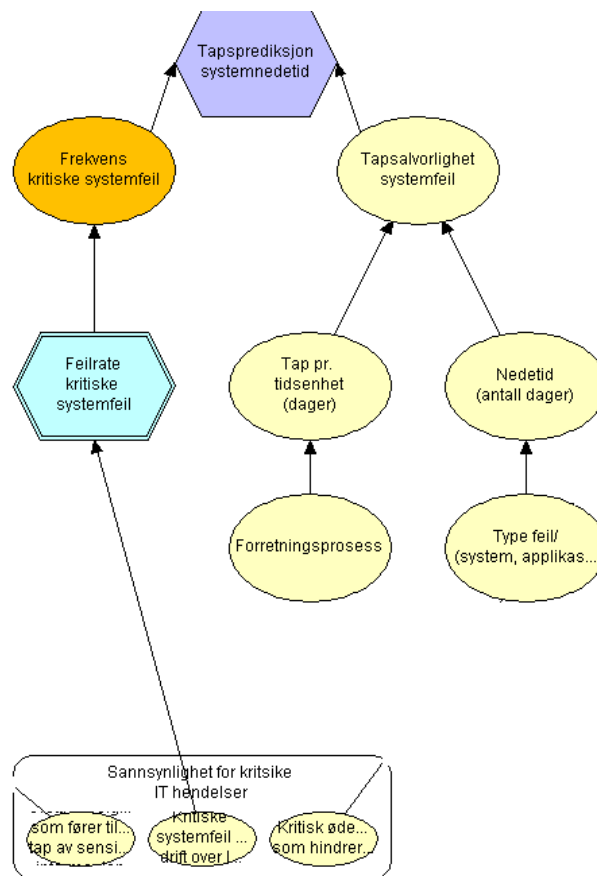 Tapsprediksjon
systemnedetid
Frekvens
kritiske systemfeil
Tapsalvorlighet
systemfeil
Feilrate
kritiske
systemfeil
Tap pr.
tidsenhet
(dager)
Nedetid
(antall dager)
Forretningsprosess
Type feil/
(system, applikas...
Sannsynlighet for kritsike
IT hendelser
som fører til...
tap av sensi...
Kritiske
systemfeil ...
drift over l...
Kritisk øde...
som hindrer...